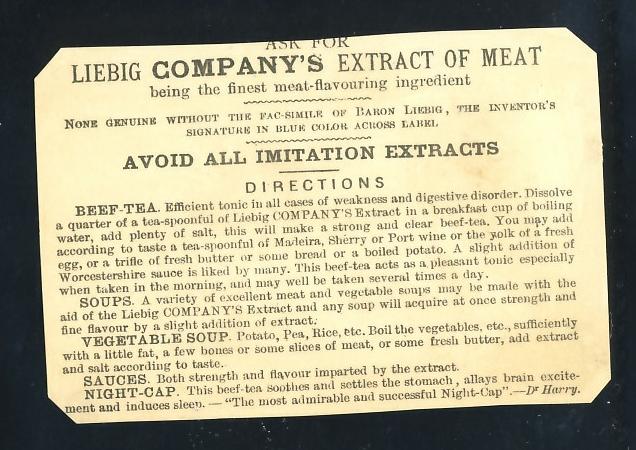 ASK FOR
LIEBIG COMPANY'S EXTRACT OF MEAT
being the finest meat-flavouring ingredient
NONE GENUINE WITHOUT THE FAC-SIMILE OF BARON LIEBIG, THE INVENTOR'S
SIGNATURE IN BLUE COLOR ACROSS LABEL
AVOID ALL IMITATION EXTRACTS
DIRECTIONS
BEEF-TEA. Efficient tonic in all cases of weakness and digestive disorder. Dissolve
a quarter of a tea-spoonful of Liebig COMPANY'S Extract in a breakfast cup of boiling
water, add plenty of salt, this will make a strong and clear beef-tea. You may add
according to taste a tea-spoonful of Madeira, Sherry or Port wine or the yolk of a fresh
egg, or a trifle of fresh butter or some bread or a boiled potato. A slight addition of
Worcestershire sauce is liked by many. This beef-tea acts as a pleasant tonic especially
when taken in the morning, and may well be taken several times a day.
SOUPS. A variety of excellent meat and vegetable soups may be made with the
aid of the Liebig COMPANY'S Extract and any soup will acquire at once strength and
fine flavour by a slight addition of extract.
VEGETABLE SOUP. Potato, Pea, Rice, etc. Boil the vegetables, etc., sufficiently
with a little fat, a few bones or some slices of meat, or some fresh butter, add extract
and salt according to taste.
SAUCES. Both strength and flavour imparted by the extract.
NIGHT-CAP. This beef-tea soothes and settles the stomach, allays brain excite-
ment and induces sleep. — "The most admirable and successful Night-Cap".—Dr Harry.